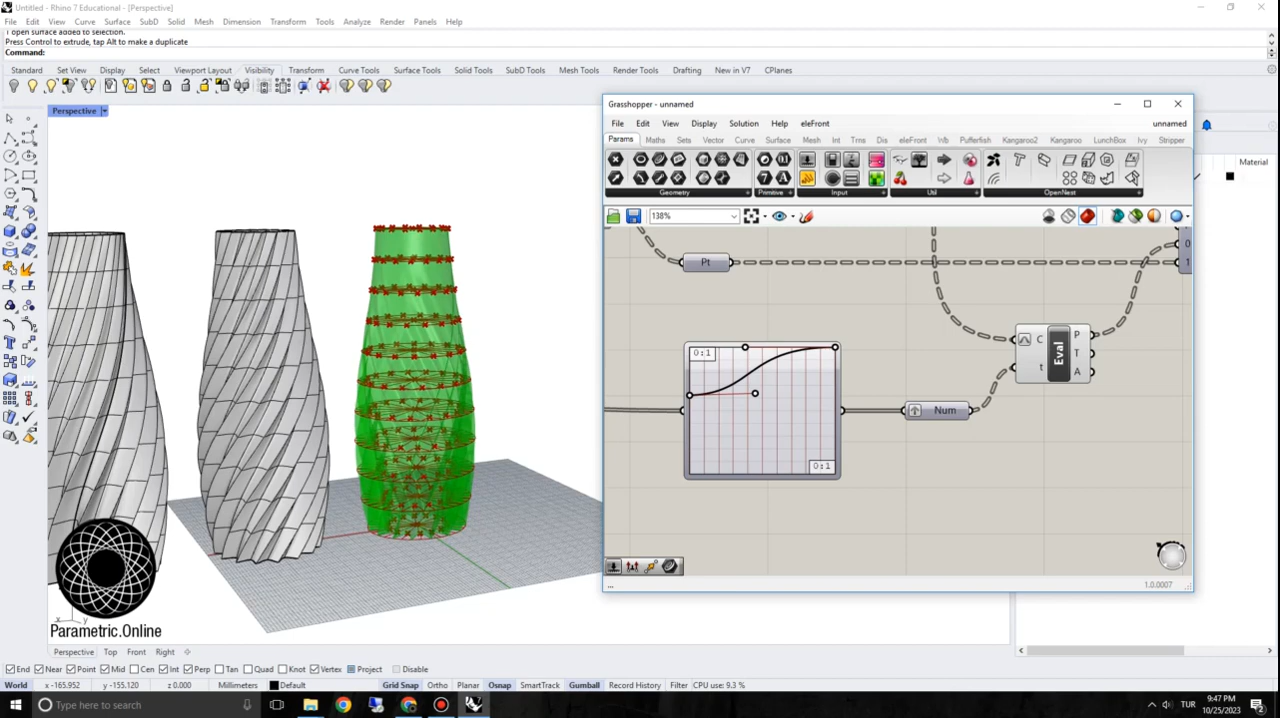 Untitled - Rhino 7 Educational - [Perspective]
File Edit View Curve Surface SubD Solid Mesh Dimension Transform Tools Analyze Render Panels Help
1 open surface added to selection.
Press Control to extrude, tap Alt to make a duplicate
Command:
Standard Set View Display Select Viewport Layout Visibility Transform Curve Tools Surface Tools Solid Tools SubD Tools Mesh Tools Render Tools Drafting New in V7 CPlanes
Perspective
Material
Grasshopper - unnamed
File Edit View Display Solution Help eleFront unnamed
Params Maths Sets Vector Curve Surface Mesh Int Trns Dis eleFront Wb Pufferfish Kangaroo2 Kangaroo LunchBox Ivy Stripper
Geometry Primitive Input Util OpenNest
138%
Pt
0
1
0:1
0:1
Num
C
t
Eval
P
T
A
1.0.0007
Parametric.Online
x y
Perspective Top Front Right
End Near Point Mid Cen Int Perp Tan Quad Knot Vertex Project Disable
World x -165.952 y -155.120 z 0.000 Millimeters Default Grid Snap Ortho Planar Osnap SmartTrack Gumball Record History Filter CPU use: 9.3 %
Type here to search
TUR
9:47 PM
10/25/2023
2